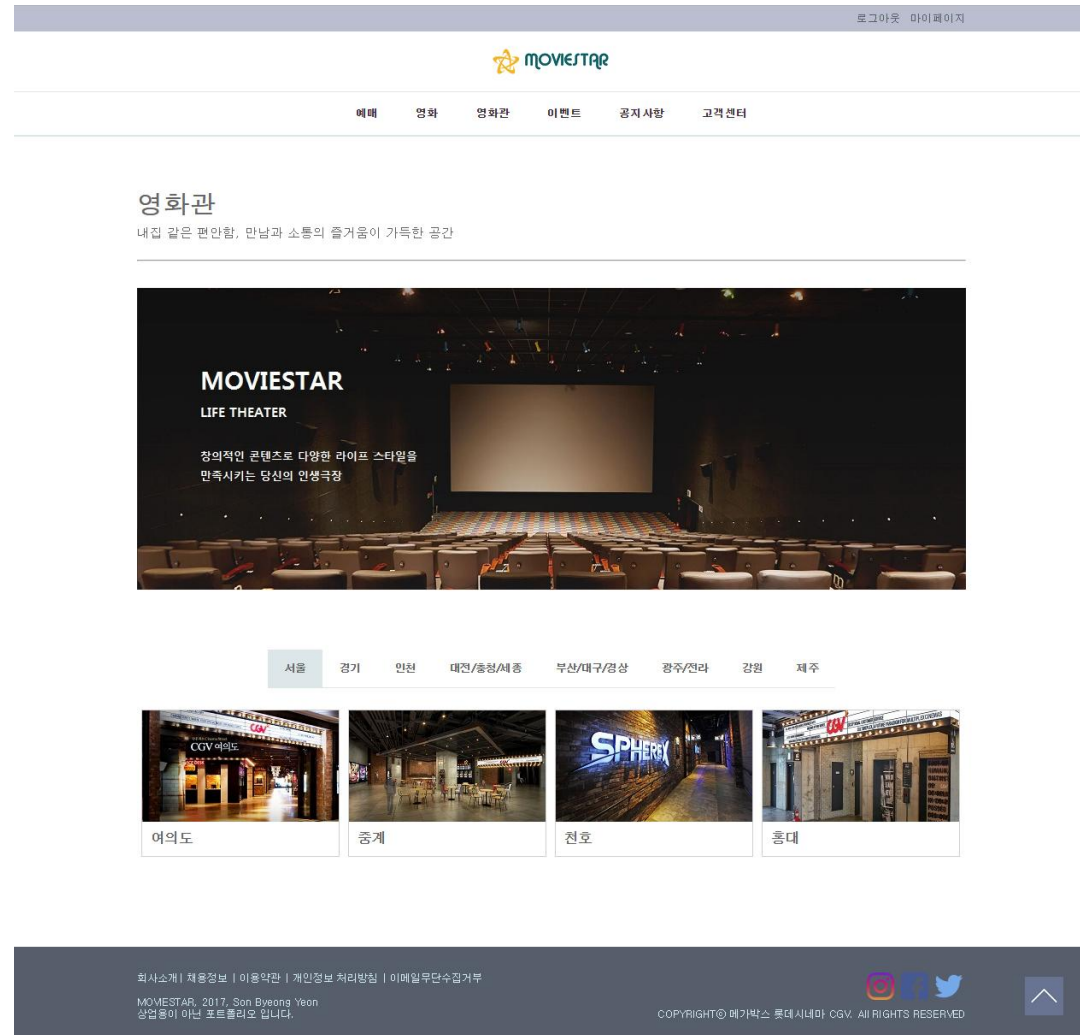 로그아웃 마이페이지
MOVIESTAR
예매 영화 영화관 이벤트 공지사항 고객센터
영화관
내집 같은 편안함, 만남과 소통의 즐거움이 가득한 공간
MOVIESTAR
LIFE THEATER
창의적인 콘텐츠로 다양한 라이프 스타일을
만족시키는 당신의 인생극장
서울 경기 인천 대전/충청/세종 부산/대구/경상 광주/전라 강원 제주
CGV
CGV 여의도
SPHEREX
CGV
여의도 중계 천호 홍대
회사소개 | 채용정보 | 이용약관 | 개인정보 처리방침 | 이메일무단수집거부
MOVIESTAR, 2017, Son Byeong Yeon
상업용이 아닌 포트폴리오 입니다.
COPYRIGHTⓒ 메가박스 롯데시네마 CGV. All RIGHTS RESERVED